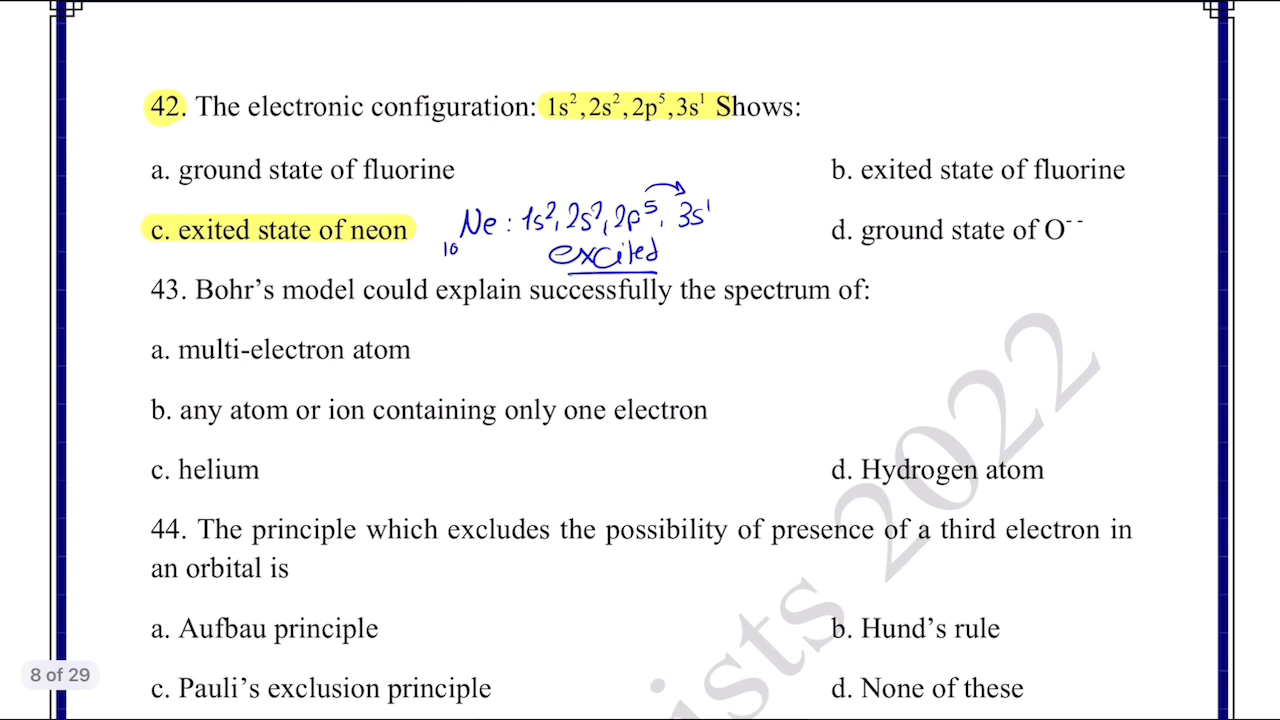 42. The electronic configuration: 1s²,2s²,2p⁵,3s¹ Shows:
a. ground state of fluorine b. exited state of fluorine
c. exited state of neon ₁₀Ne : 1s², 2s², 2p⁵, 3s¹ d. ground state of O⁻⁻
excited
43. Bohr’s model could explain successfully the spectrum of:
a. multi-electron atom
b. any atom or ion containing only one electron
c. helium d. Hydrogen atom
44. The principle which excludes the possibility of presence of a third electron in
an orbital is
a. Aufbau principle b. Hund’s rule
8 of 29
c. Pauli’s exclusion principle d. None of these
ists 2022